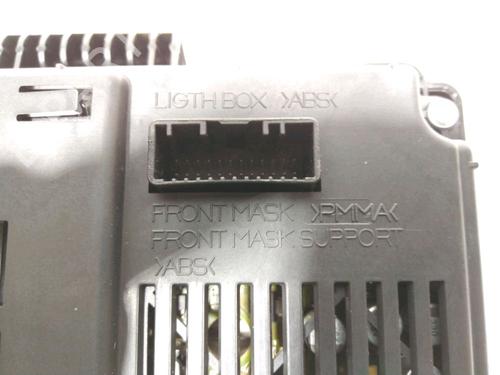 LIGTH BOX >ABS<
FRONT MASK >PMMA<
FRONT MASK SUPPORT
>ABS<